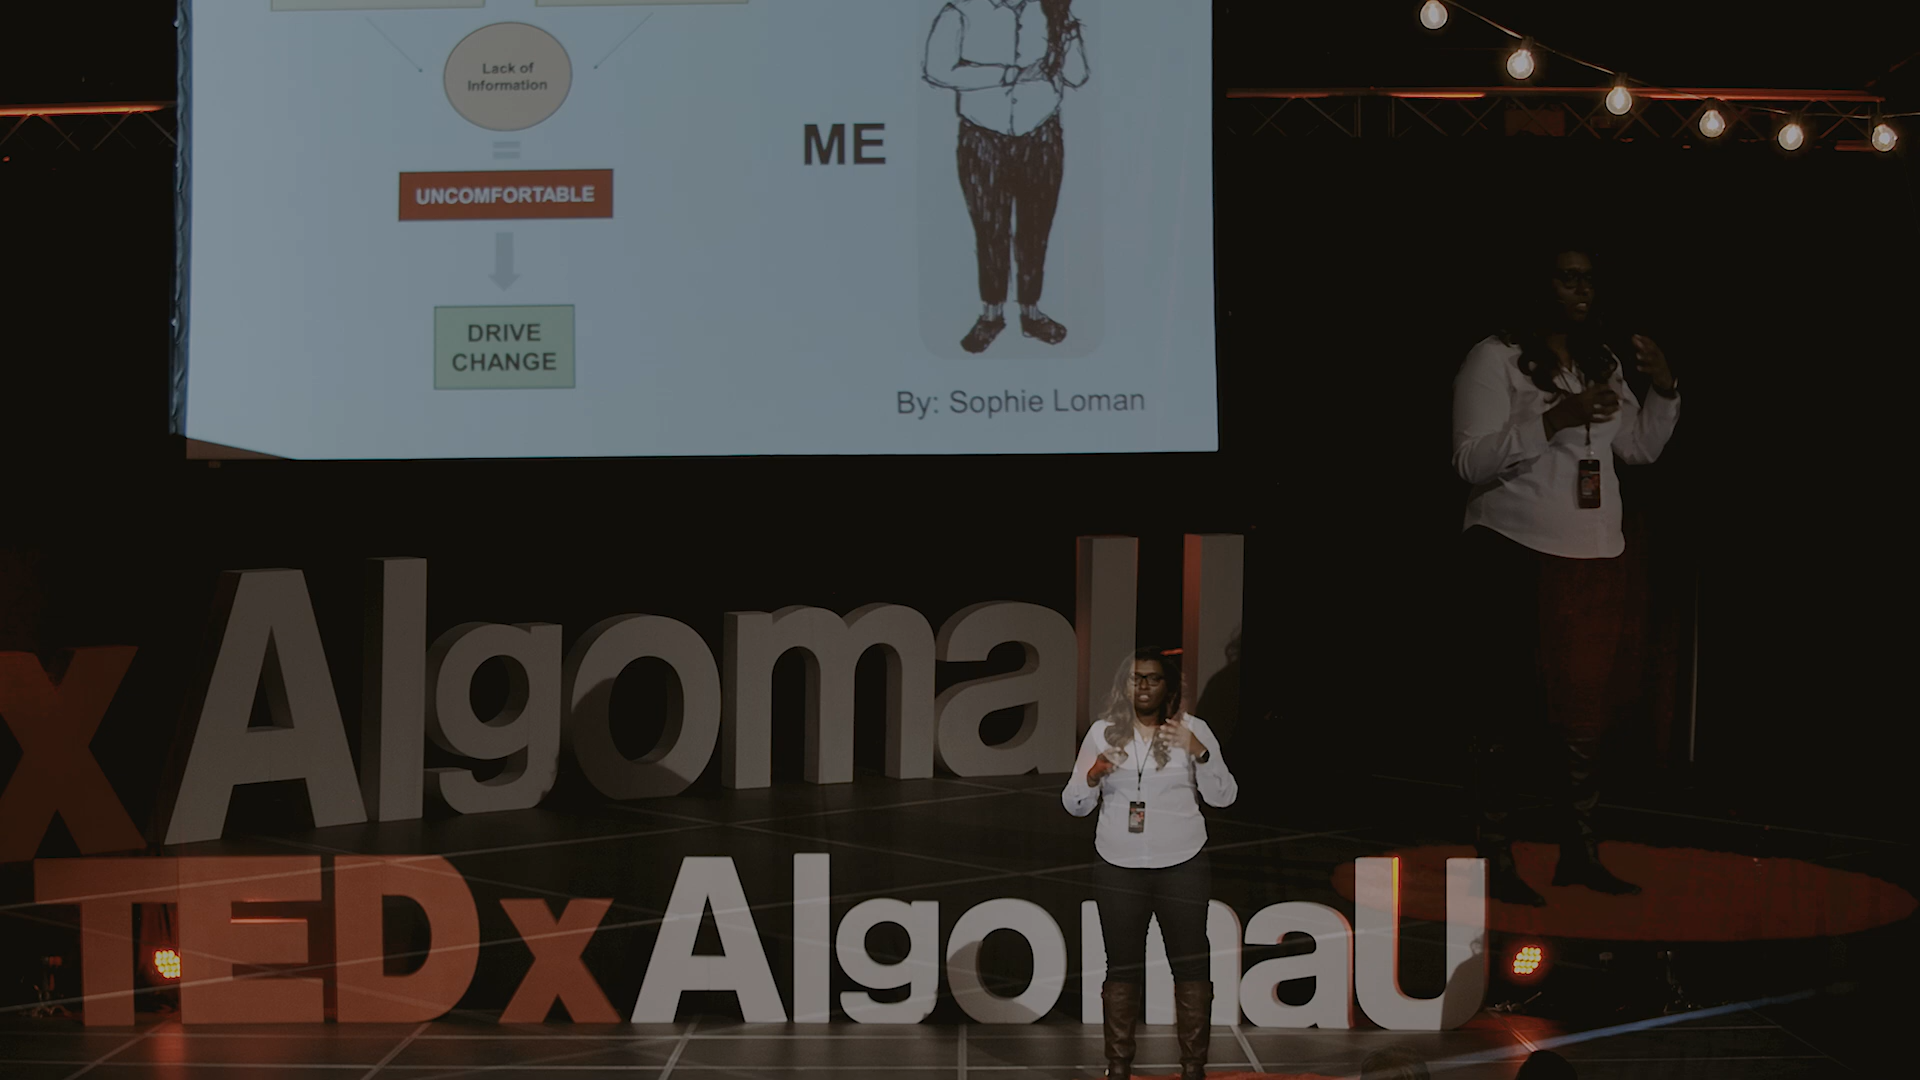 Lack of
Information
=
UNCOMFORTABLE
DRIVE
CHANGE
ME
By: Sophie Loman
xAlgomaU
TEDxAlgomaU